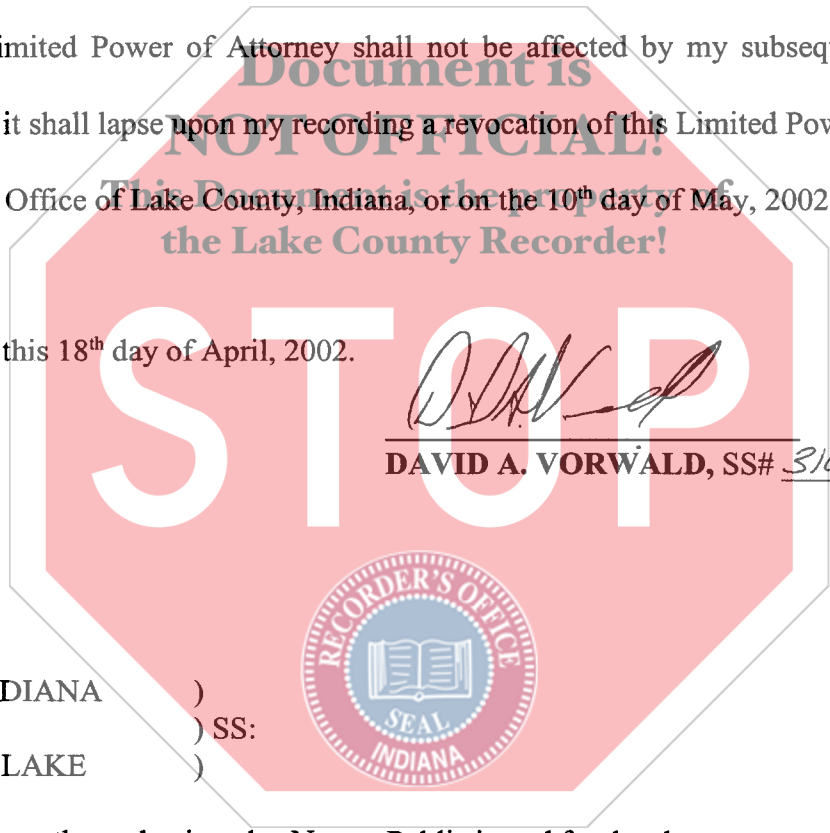 imited Power of Attorney shall not be affected by my subseq
Document is
it shall lapse upon my recording a revocation of this Limited Pow
NOT OFFICIAL!
Office of Lake County, Indiana, or on the 10th day of May, 2002
This Document is the property of
the Lake County Recorder!
this 18th day of April, 2002.
STOP
DAVID A. VORWALD, SS# 310
RECORDER'S OFFICE
SEAL
INDIANA
DIANA )
) SS:
LAKE )